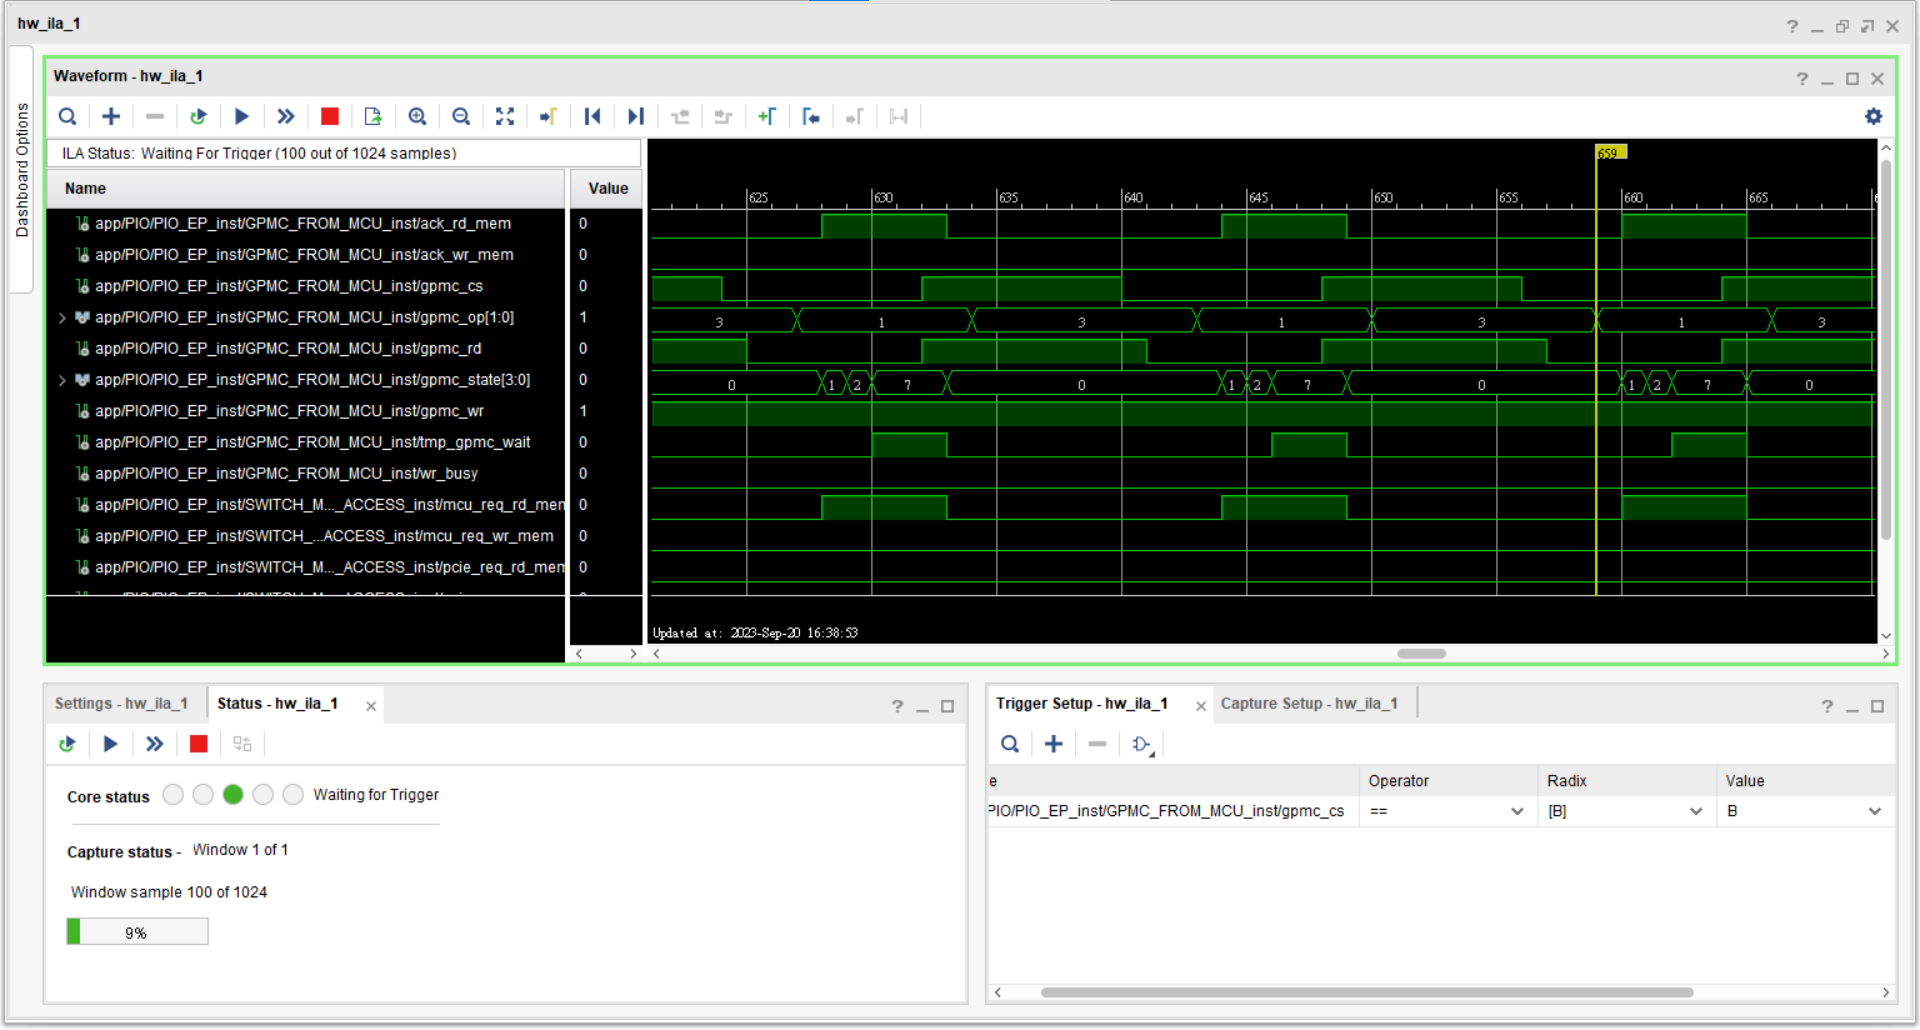 hw_ila_1
Dashboard Options
Waveform - hw_ila_1
ILA Status: Waiting For Trigger (100 out of 1024 samples)
Name Value
app/PIO/PIO_EP_inst/GPMC_FROM_MCU_inst/ack_rd_mem 0
app/PIO/PIO_EP_inst/GPMC_FROM_MCU_inst/ack_wr_mem 0
app/PIO/PIO_EP_inst/GPMC_FROM_MCU_inst/gpmc_cs 0
app/PIO/PIO_EP_inst/GPMC_FROM_MCU_inst/gpmc_op[1:0] 1
app/PIO/PIO_EP_inst/GPMC_FROM_MCU_inst/gpmc_rd 0
app/PIO/PIO_EP_inst/GPMC_FROM_MCU_inst/gpmc_state[3:0] 0
app/PIO/PIO_EP_inst/GPMC_FROM_MCU_inst/gpmc_wr 1
app/PIO/PIO_EP_inst/GPMC_FROM_MCU_inst/tmp_gpmc_wait 0
app/PIO/PIO_EP_inst/GPMC_FROM_MCU_inst/wr_busy 0
app/PIO/PIO_EP_inst/SWITCH_M..._ACCESS_inst/mcu_req_rd_mem 0
app/PIO/PIO_EP_inst/SWITCH_...ACCESS_inst/mcu_req_wr_mem 0
app/PIO/PIO_EP_inst/SWITCH_M..._ACCESS_inst/pcie_req_rd_mem 0
659
625 630 635 640 645 650 655 660 665
3 1 3 1 3 1 3
0 1 2 7 0 1 2 7 0 1 2 7 0
Updated at: 2023-Sep-20 16:38:53
Settings - hw_ila_1 Status - hw_ila_1
Core status Waiting for Trigger
Capture status - Window 1 of 1
Window sample 100 of 1024
9%
Trigger Setup - hw_ila_1 Capture Setup - hw_ila_1
e Operator Radix Value
PIO/PIO_EP_inst/GPMC_FROM_MCU_inst/gpmc_cs == [B] B